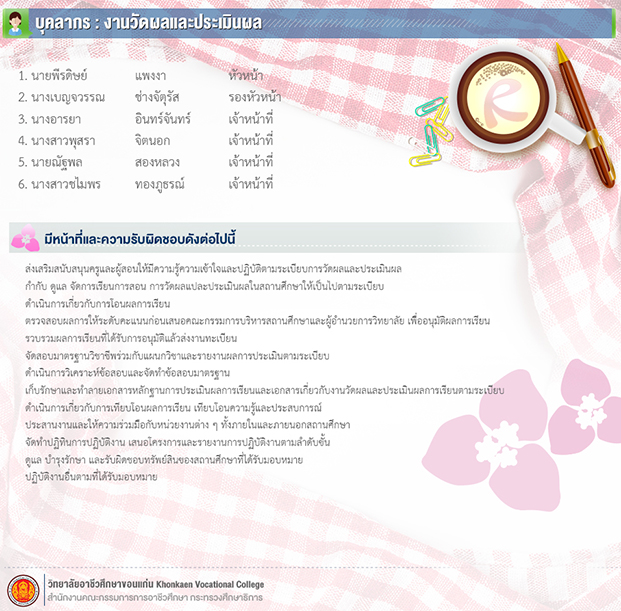 บุคลากร : งานวัดผลและประเมินผล
1. นายพีรดิษย์ แพงงา หัวหน้า
2. นางเบญจวรรณ ช่างจัตุรัส รองหัวหน้า
3. นางอารยา อินทร์จันทร์ เจ้าหน้าที่
4. นางสาวพุสรา จิตนอก เจ้าหน้าที่
5. นายณัฐพล สองหลวง เจ้าหน้าที่
6. นางสาวชไมพร ทองภูธรณ์ เจ้าหน้าที่
R
มีหน้าที่และความรับผิดชอบดังต่อไปนี้
ส่งเสริมสนับสนุนครูและผู้สอนให้มีความรู้ความเข้าใจและปฏิบัติตามระเบียบการวัดผลและประเมินผล
กำกับ ดูแล จัดการเรียนการสอน การวัดผลแปละประเมินผลในสถานศึกษาให้เป็นไปตามระเบียบ
ดำเนินการเกี่ยวกับการโอนผลการเรียน
ตรวจสอบผลการให้ระดับคะแนนก่อนเสนอคณะกรรมการบริหารสถานศึกษาและผู้อำนวยการวิทยาลัย เพื่ออนุมัติผลการเรียน
รวบรวมผลการเรียนที่ได้รับการอนุมัติแล้วส่งงานทะเบียน
จัดสอบมาตรฐานวิชาชีพร่วมกับแผนกวิชาและรายงานผลการประเมินตามระเบียบ
ดำเนินการวิเคราะห์ข้อสอบและจัดทำข้อสอบมาตรฐาน
เก็บรักษาและทำลายเอกสารหลักฐานการประเมินผลการเรียนและเอกสารเกี่ยวกับงานวัดผลและประเมินผลการเรียนตามระเบียบ
ดำเนินการเกี่ยวกับการเทียบโอนผลการเรียน เทียบโอนความรู้และประสบการณ์
ประสานงานและให้ความร่วมมือกับหน่วยงานต่าง ๆ ทั้งภายในและภายนอกสถานศึกษา
จัดทำปฏิทินการปฏิบัติงาน เสนอโครงการและรายงานการปฏิบัติงานตามลำดับขั้น
ดูแล บำรุงรักษา และรับผิดชอบทรัพย์สินของสถานศึกษาที่ได้รับมอบหมาย
ปฏิบัติงานอื่นตามที่ได้รับมอบหมาย
วิทยาลัยอาชีวศึกษาขอนแก่น Khonkaen Vocational College
สำนักงานคณะกรรมการการอาชีวศึกษา กระทรวงศึกษาธิการ